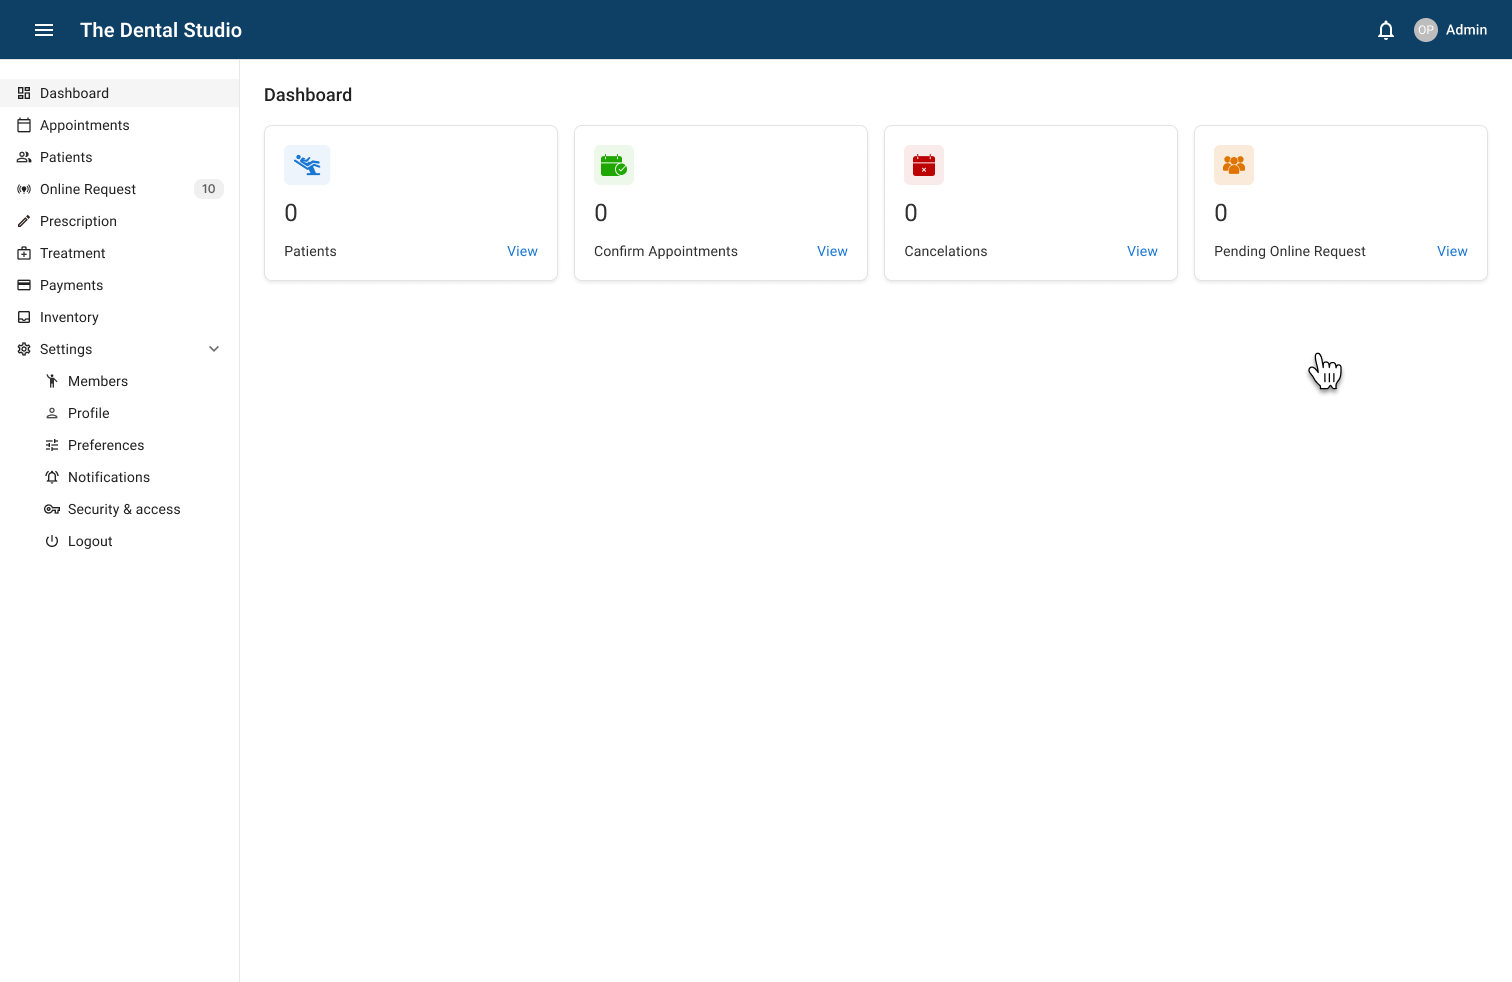 The Dental Studio
OP
Admin
Dashboard
Appointments
Patients
Online Request
10
Prescription
Treatment
Payments
Inventory
Settings
Members
Profile
Preferences
Notifications
Security & access
Logout
Dashboard
0
Patients
View
0
Confirm Appointments
View
0
Cancelations
View
0
Pending Online Request
View